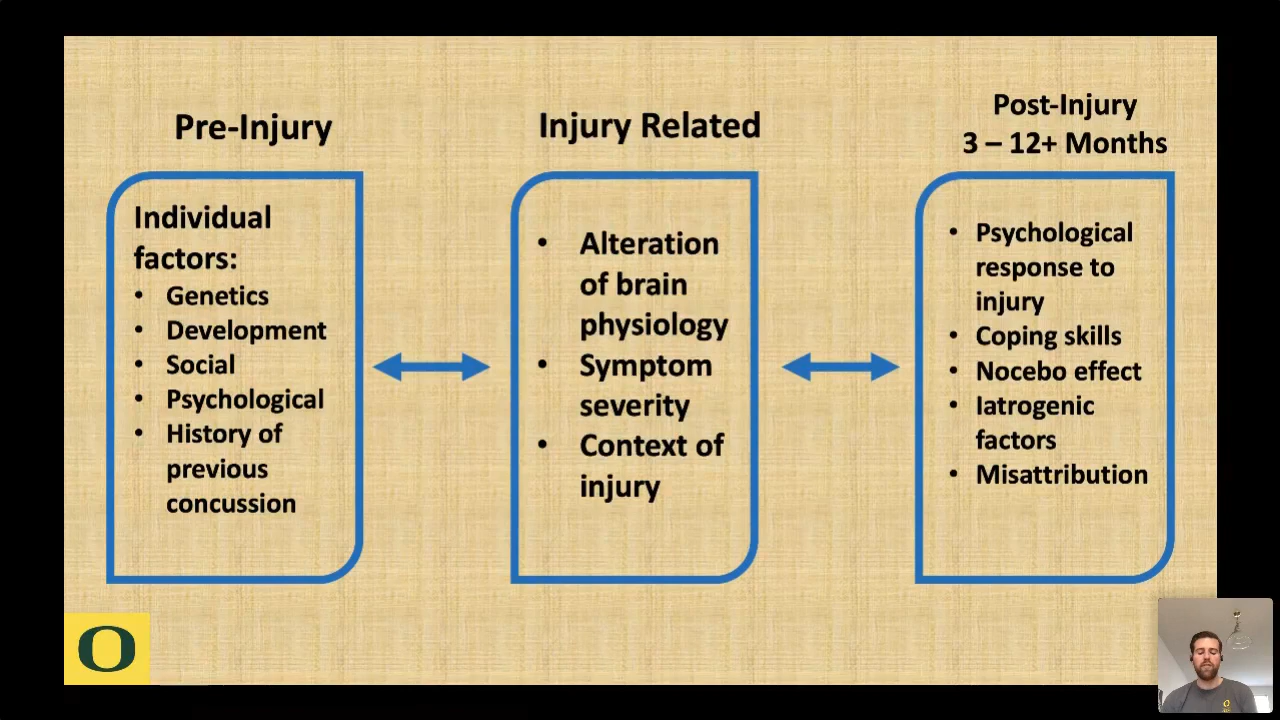 Pre-Injury
Individual
factors:
• Genetics
• Development
• Social
• Psychological
• History of
previous
concussion
Injury Related
• Alteration
of brain
physiology
• Symptom
severity
• Context of
injury
Post-Injury
3 – 12+ Months
• Psychological
response to
injury
• Coping skills
• Nocebo effect
• Iatrogenic
factors
• Misattribution
O